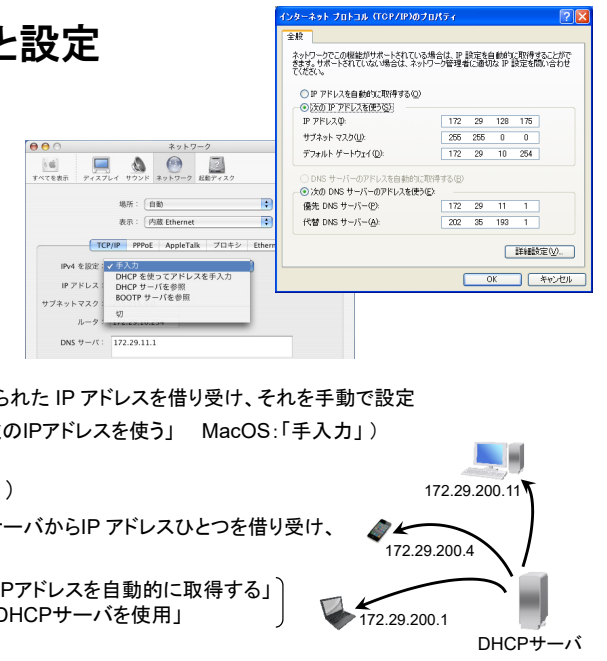 と設定
インターネット プロトコル (TCP/IP)のプロパティ
全般
ネットワークでこの機能がサポートされている場合は、IP 設定を自動的に取得することがで
きます。サポートされていない場合は、ネットワーク管理者に適切な IP 設定を問い合わせ
てください。
IP アドレスを自動的に取得する(O)
次の IP アドレスを使う(S):
IP アドレス(I): 172 29 128 175
サブネット マスク(U): 255 255 0 0
デフォルト ゲートウェイ(D): 172 29 10 254
DNS サーバーのアドレスを自動的に取得する(B)
次の DNS サーバーのアドレスを使う(E):
優先 DNS サーバー(P): 172 29 11 1
代替 DNS サーバー(A): 202 35 193 1
詳細設定(V)...
OK キャンセル
ネットワーク
すべてを表示 ディスプレイ サウンド ネットワーク 起動ディスク
場所: 自動
表示: 内蔵 Ethernet
TCP/IP PPPoE AppleTalk プロキシ Ethern
IPv4 を設定: ✓ 手入力
DHCP を使ってアドレスを手入力
IP アドレス: DHCP サーバを参照
サブネットマスク: BOOTP サーバを参照
切
ルータ: 172.29.10.254
DNS サーバ: 172.29.11.1
られた IP アドレスを借り受け、それを手動で設定
のIPアドレスを使う」 MacOS:「手入力」)
)
ーバからIP アドレスひとつを借り受け、
Pアドレスを自動的に取得する」
DHCPサーバを使用」
172.29.200.11
172.29.200.4
172.29.200.1
DHCPサーバ